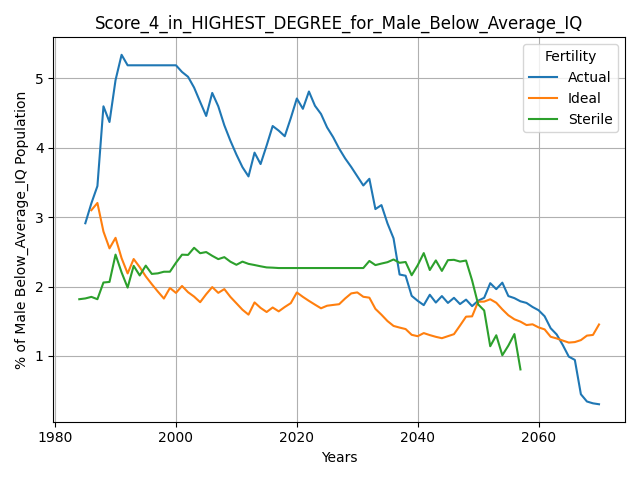 Score_4_in_HIGHEST_DEGREE_for_Male_Below_Average_IQ
Fertility
Actual
Ideal
Sterile
% of Male Below_Average_IQ Population
5
4
3
2
1
1980
2000
2020
2040
2060
Years